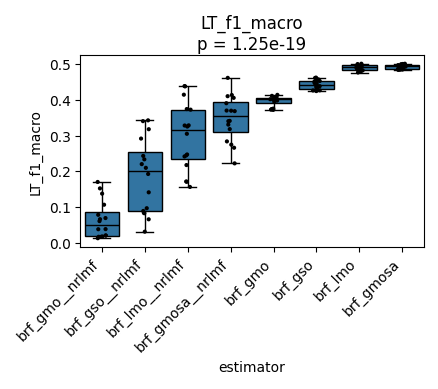 LT_f1_macro
p = 1.25e-19
LT_f1_macro
0.5
0.4
0.3
0.2
0.1
0.0
brf_gmo__nrlmf
brf_gso__nrlmf
brf_lmo__nrlmf
brf_gmosa__nrlmf
brf_gmo
brf_gso
brf_lmo
brf_gmosa
estimator